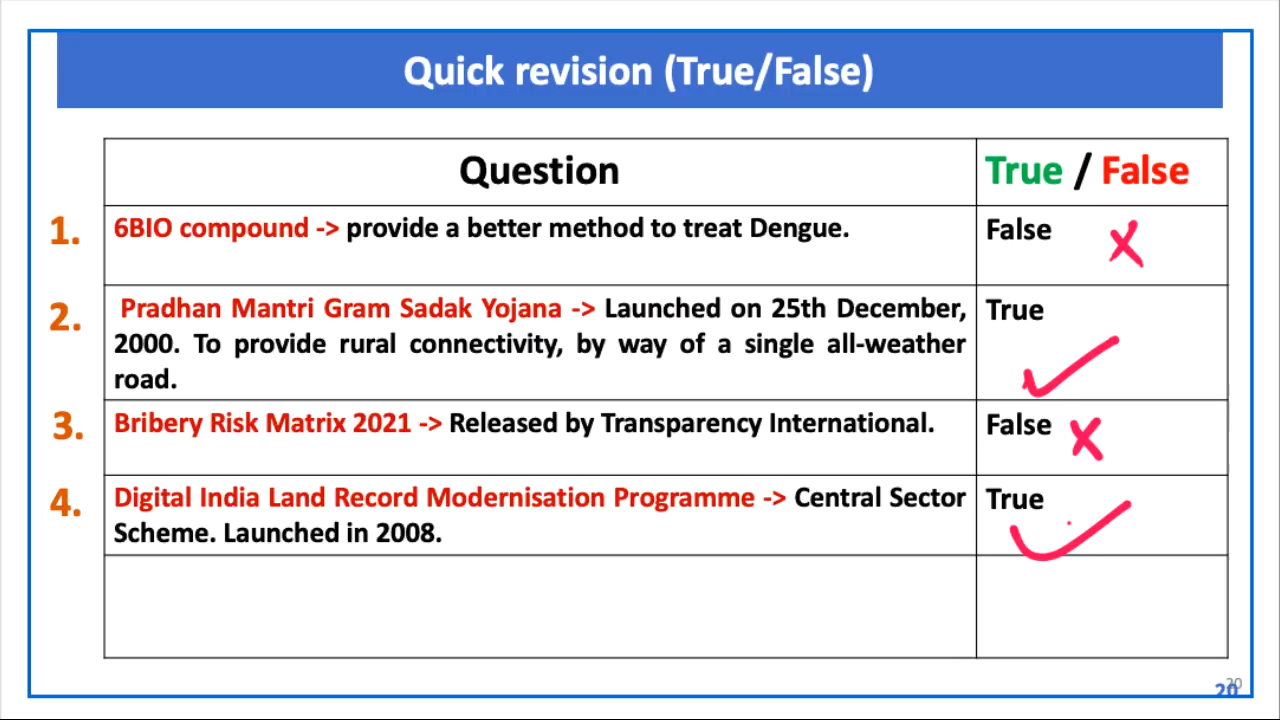 Quick revision (True/False)
Question
True / False
1.
6BIO compound -> provide a better method to treat Dengue.
False
2.
Pradhan Mantri Gram Sadak Yojana -> Launched on 25th December,
2000. To provide rural connectivity, by way of a single all-weather
road.
True
3.
Bribery Risk Matrix 2021 -> Released by Transparency International.
False
4.
Digital India Land Record Modernisation Programme -> Central Sector
Scheme. Launched in 2008.
True
20
20